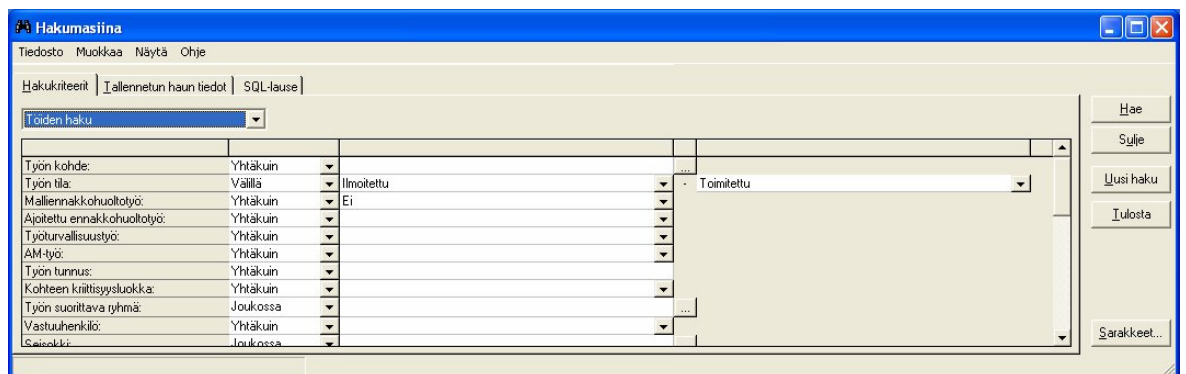 Hakumasiina
Tiedosto Muokkaa Näytä Ohje
Hakukriteerit Tallennetun haun tiedot SQL-lause
Töiden haku
Hae
Sulje
Uusi haku
Tulosta
Sarakkeet...
Työn kohde: Yhtäkuin ...
Työn tila: Välillä Ilmoitettu - Toimitettu
Malliennakkohuoltotyö: Yhtäkuin Ei
Ajoitettu ennakkohuoltotyö: Yhtäkuin
Työturvallisuustyö: Yhtäkuin
AM-työ: Yhtäkuin
Työn tunnus: Yhtäkuin
Kohteen kriittisyysluokka: Yhtäkuin
Työn suorittava ryhmä: Joukossa ...
Vastuuhenkilö: Yhtäkuin
Seisokki: Joukossa